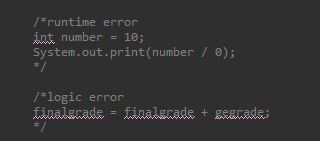 /*runtime error
int number = 10;
System.out.print(number / 0);
*/
/*logic error
finalgrade = finalgrade + gegrade;
*/